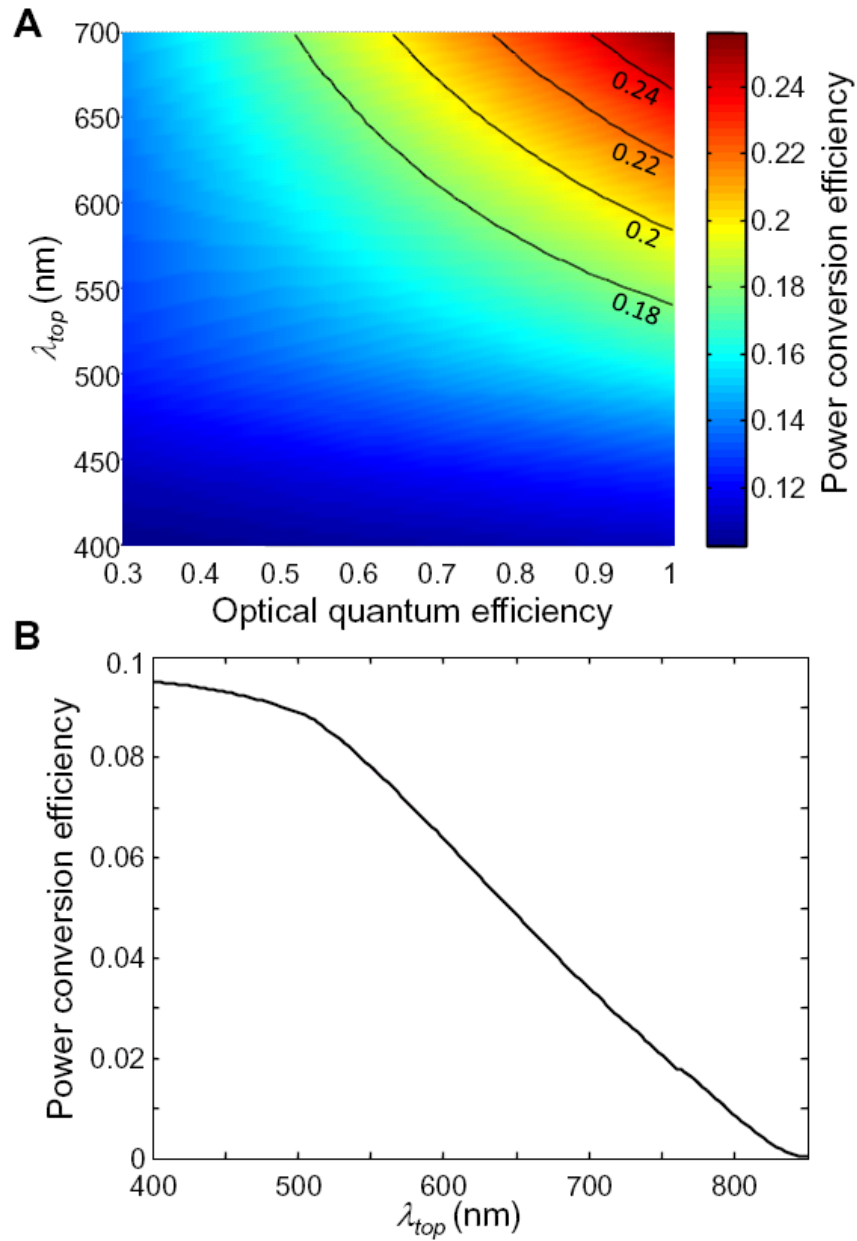 A
700
650
600
550
500
450
400
λtop (nm)
0.24
0.22
0.2
0.18
0.3 0.4 0.5 0.6 0.7 0.8 0.9 1
Optical quantum efficiency
0.24
0.22
0.2
0.18
0.16
0.14
0.12
Power conversion efficiency
B
0.1
0.08
0.06
0.04
0.02
0
Power conversion efficiency
400 500 600 700 800
λtop (nm)